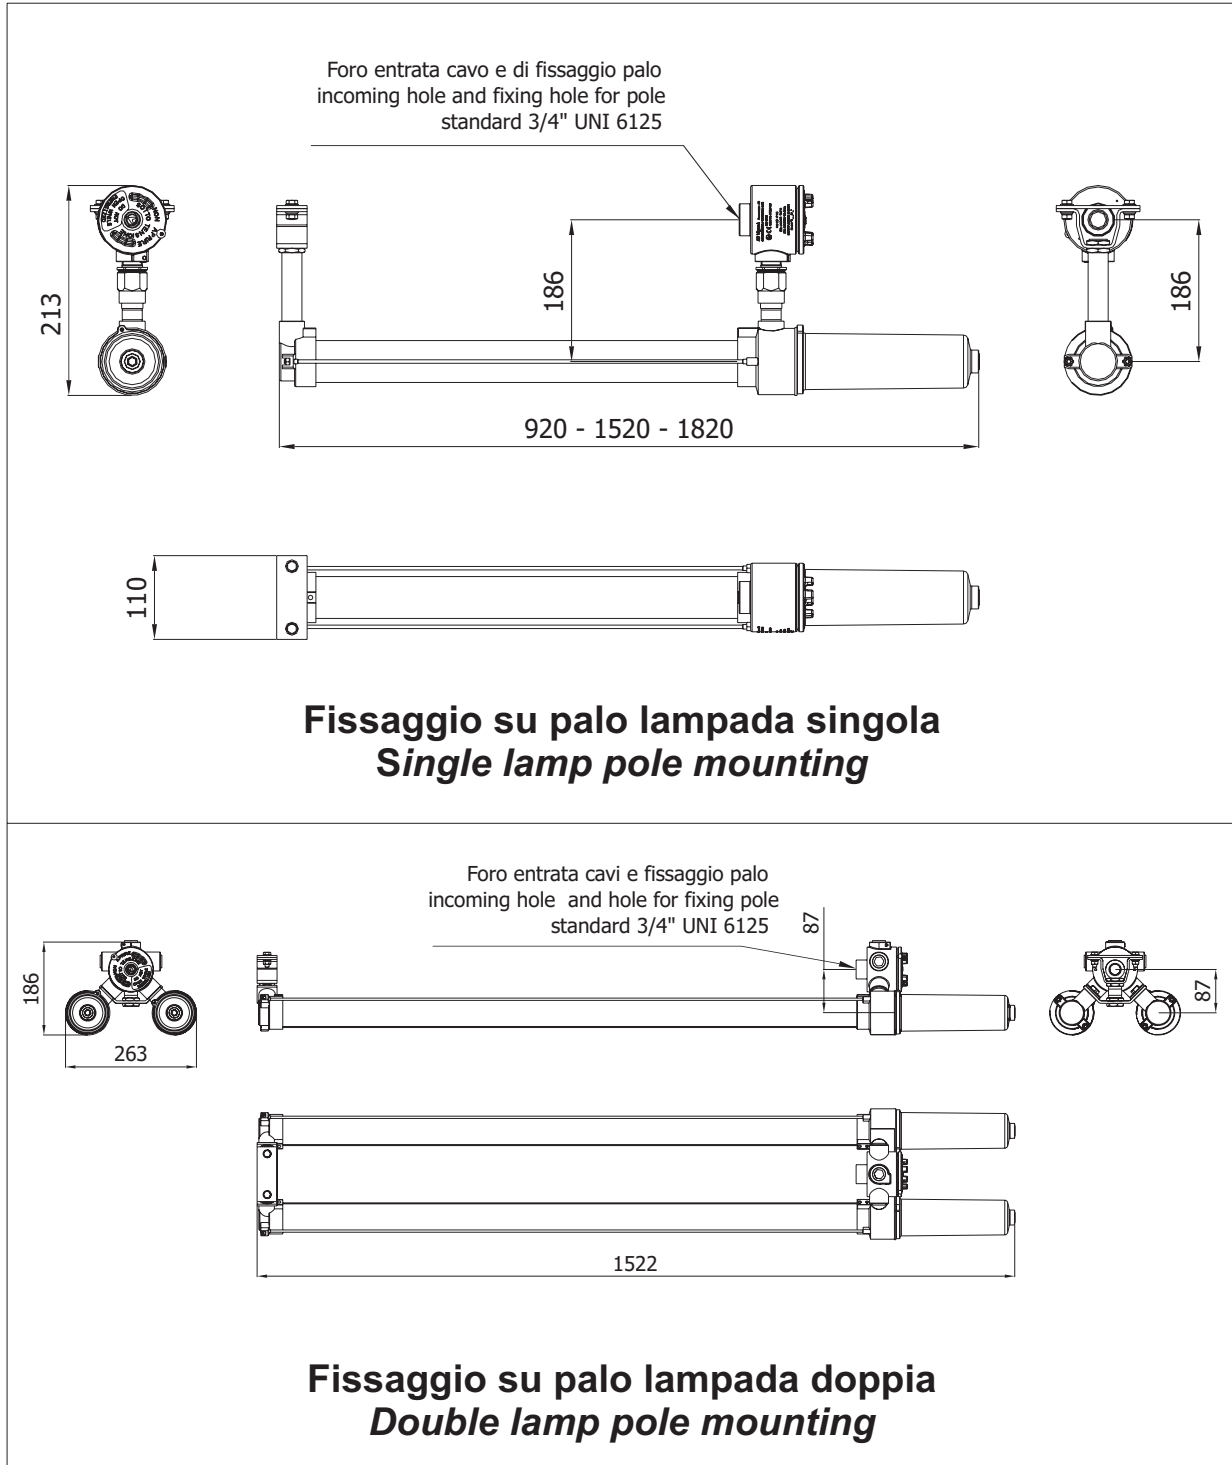 Foro entrata cavo e di fissaggio palo
incoming hole and fixing hole for pole
standard 3/4" UNI 6125
213
186
186
920 - 1520 - 1820
110
Fissaggio su palo lampada singola
Single lamp pole mounting
Foro entrata cavi e fissaggio palo
incoming hole and hole for fixing pole
standard 3/4" UNI 6125
87
186
263
87
1522
Fissaggio su palo lampada doppia
Double lamp pole mounting